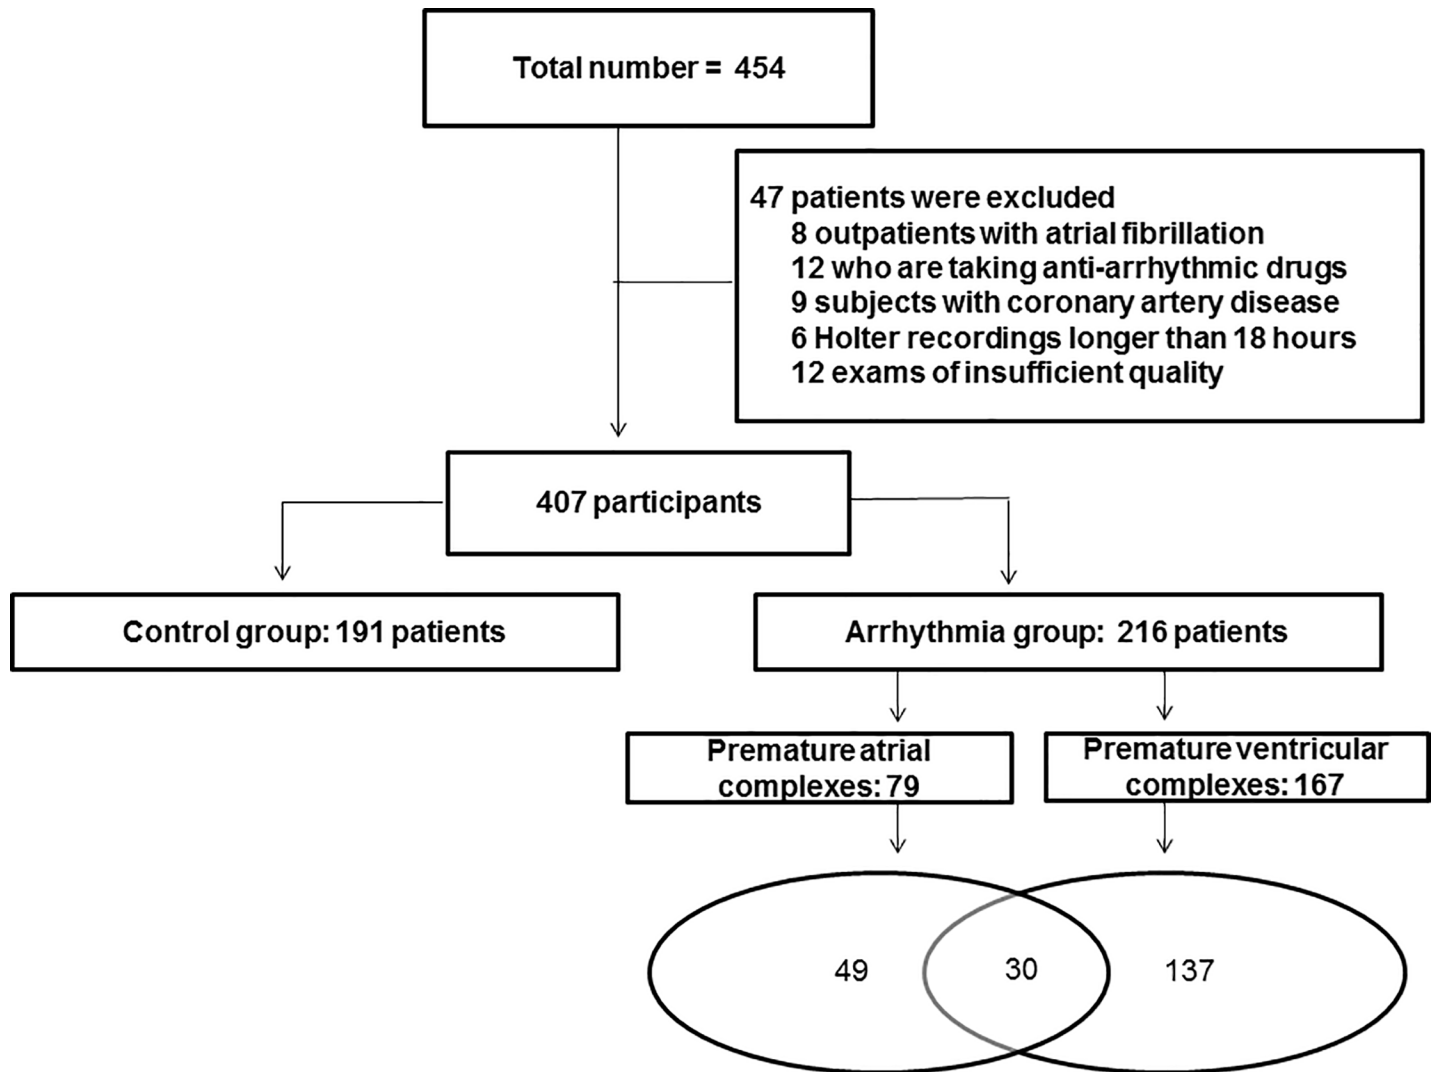 Total number = 454
47 patients were excluded
8 outpatients with atrial fibrillation
12 who are taking anti-arrhythmic drugs
9 subjects with coronary artery disease
6 Holter recordings longer than 18 hours
12 exams of insufficient quality
407 participants
Control group: 191 patients
Arrhythmia group: 216 patients
Premature atrial
complexes: 79
Premature ventricular
complexes: 167
49
30
137